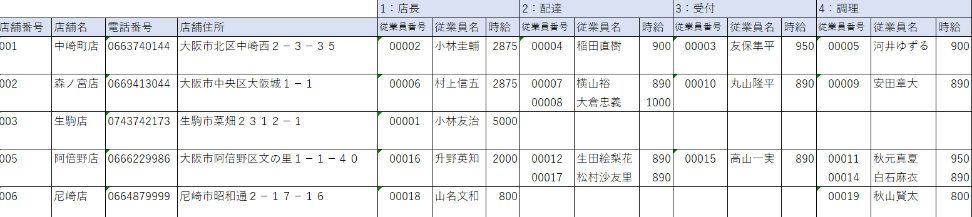 1：店長 2：配達 3：受付 4：調理
店舗番号 店舗名 電話番号 店舗住所 従業員番号 従業員名 時給 従業員番号 従業員名 時給 従業員番号 従業員名 時給 従業員番号 従業員名 時給
001 中崎町店 0663740144 大阪市北区中崎西２－３－３５ 00002 小林圭輔 2875 00004 稲田直樹 900 00003 友保隼平 950 00005 河井ゆずる 900
002 森ノ宮店 0669413044 大阪市中央区大阪城１－１ 00006 村上信五 2875 00007 横山裕 890 00010 丸山隆平 890 00009 安田章大 890
00008 大倉忠義 1000
003 生駒店 0743742173 生駒市菜畑２３１２－１ 00001 小林友治 5000
005 阿倍野店 0666229986 大阪市阿倍野区文の里１－１－４０ 00016 升野英知 2000 00012 生田絵梨花 890 00015 高山一実 890 00011 秋元真夏 950
00017 松村沙友里 890 00014 白石麻衣 890
006 尼崎店 0664879999 尼崎市昭和通２－１７－１６ 00018 山名文和 800 00019 秋山賢太 800